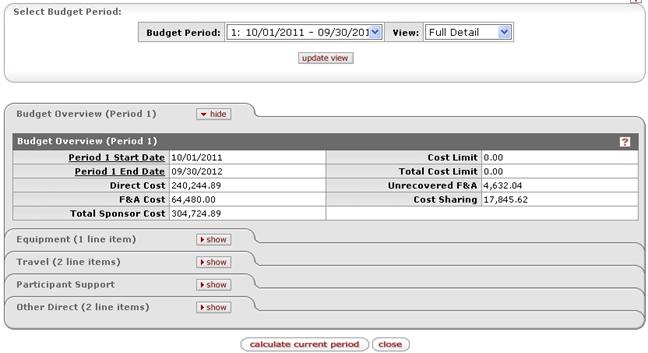 Select Budget Period:
Budget Period: 1: 10/01/2011 - 09/30/201 View: Full Detail
update view
Budget Overview (Period 1) hide
Budget Overview (Period 1) ?
Period 1 Start Date 10/01/2011 Cost Limit 0.00
Period 1 End Date 09/30/2012 Total Cost Limit 0.00
Direct Cost 240,244.89 Unrecovered F&A 4,632.04
F&A Cost 64,480.00 Cost Sharing 17,845.62
Total Sponsor Cost 304,724.89
Equipment (1 line item) show
Travel (2 line items) show
Participant Support show
Other Direct (2 line items) show
calculate current period close